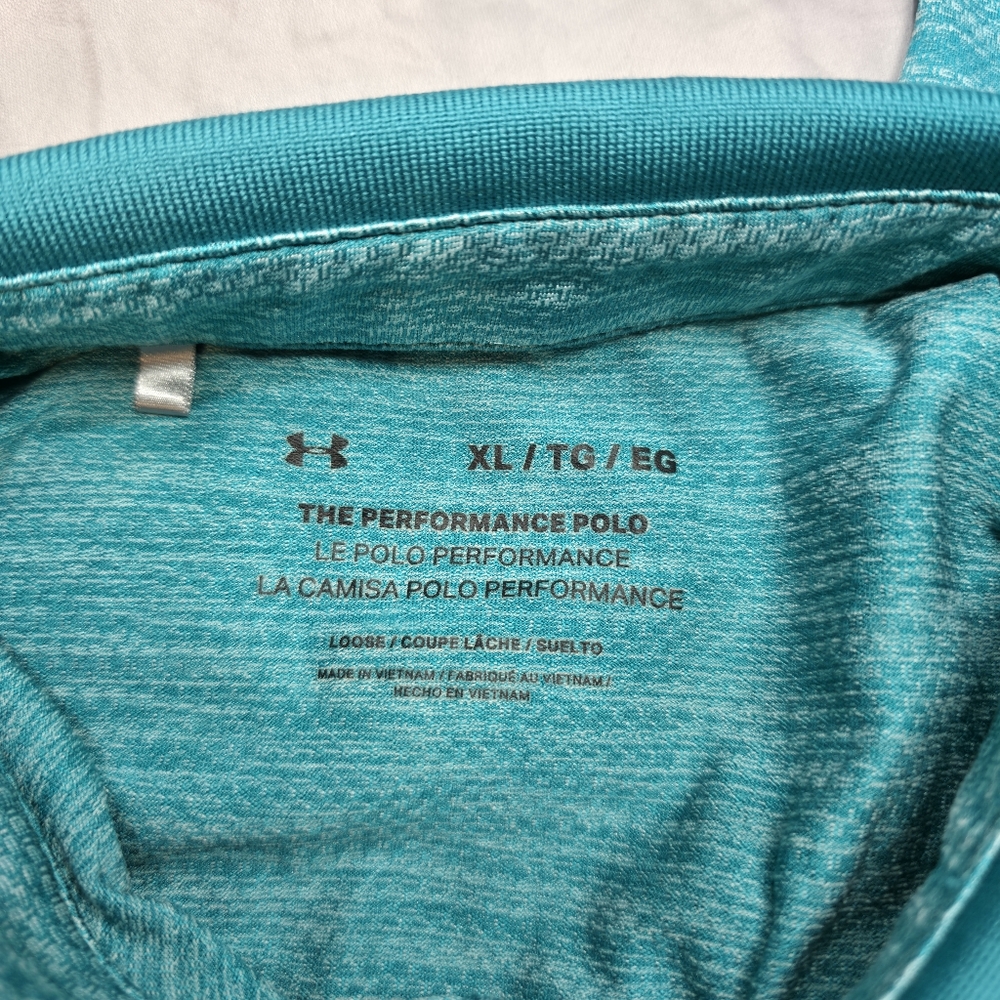 XL / TG / EG
THE PERFORMANCE POLO
LE POLO PERFORMANCE
LA CAMISA POLO PERFORMANCE
LOOSE / COUPE LÂCHE / SUELTO
MADE IN VIETNAM / FABRIQUÉ AU VIETNAM /
HECHO EN VIETNAM